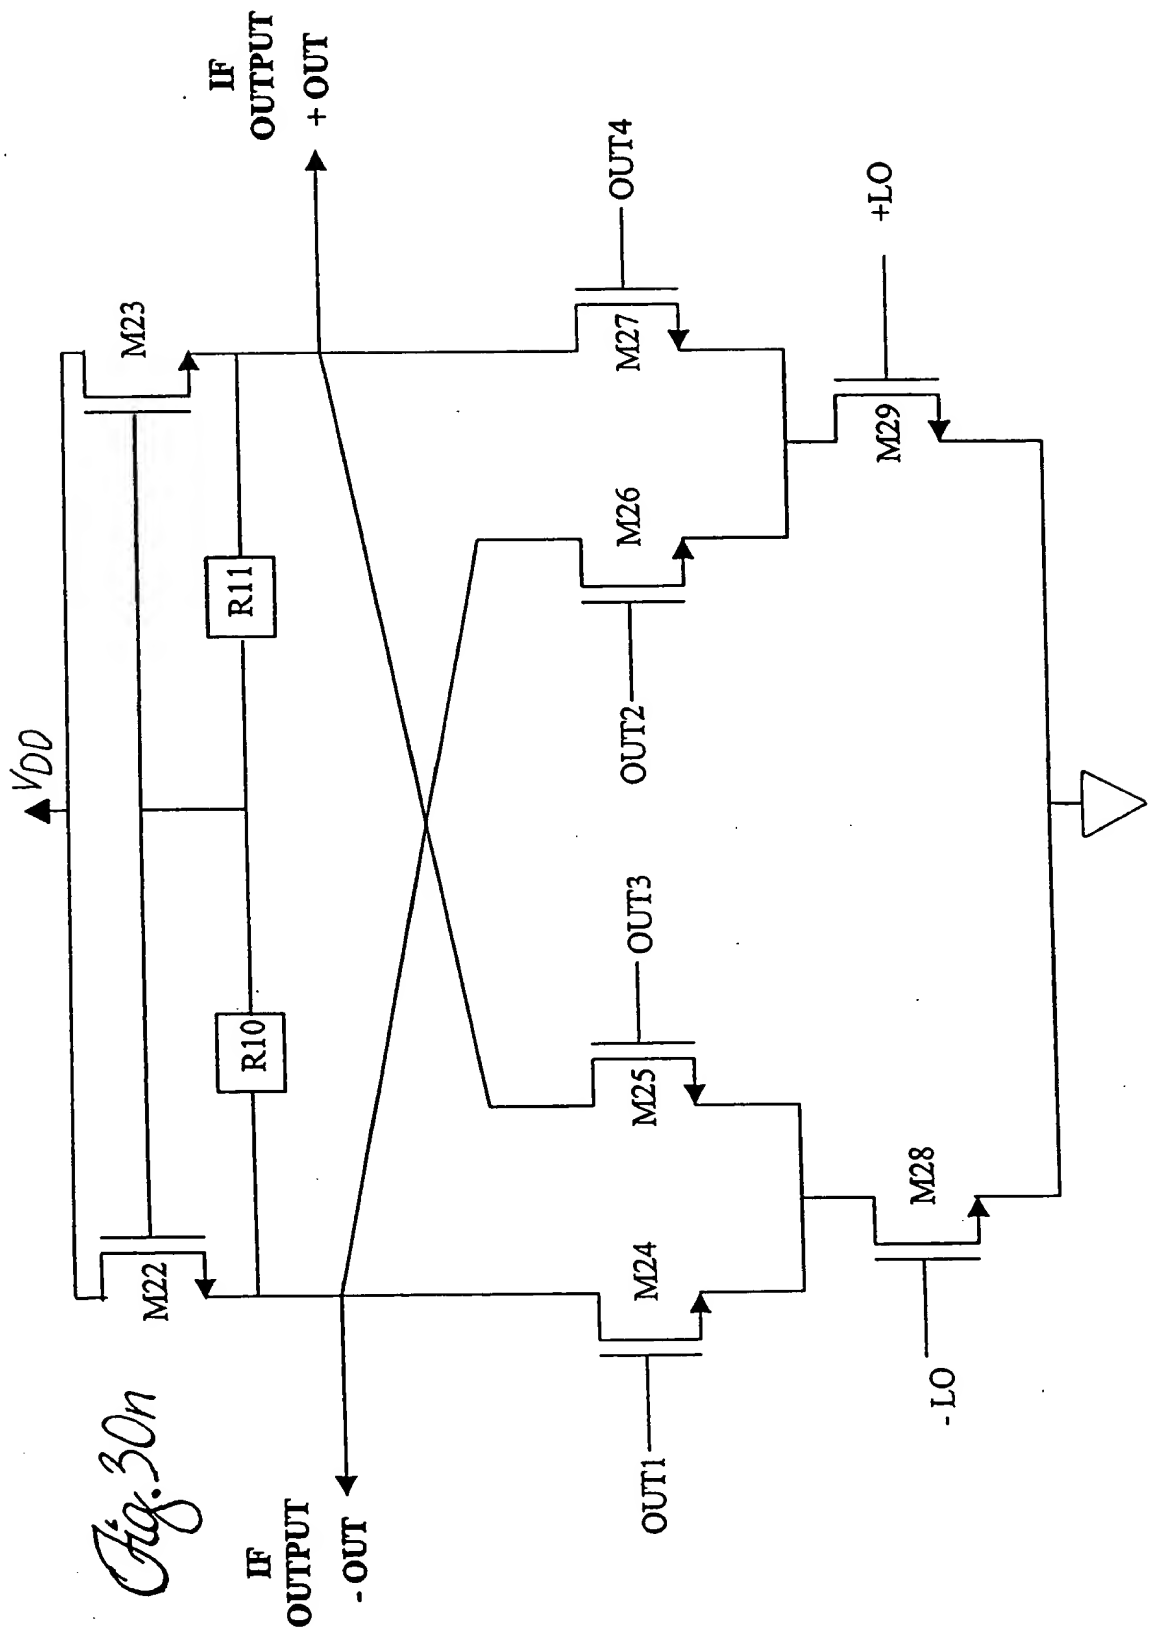 Fig. 30n
VDD
IF
OUTPUT
- OUT
IF
OUTPUT
+ OUT
M22
M23
R10
R11
OUT1
M24
M25
OUT3
OUT2
M26
M27
OUT4
- LO
M28
M29
+LO